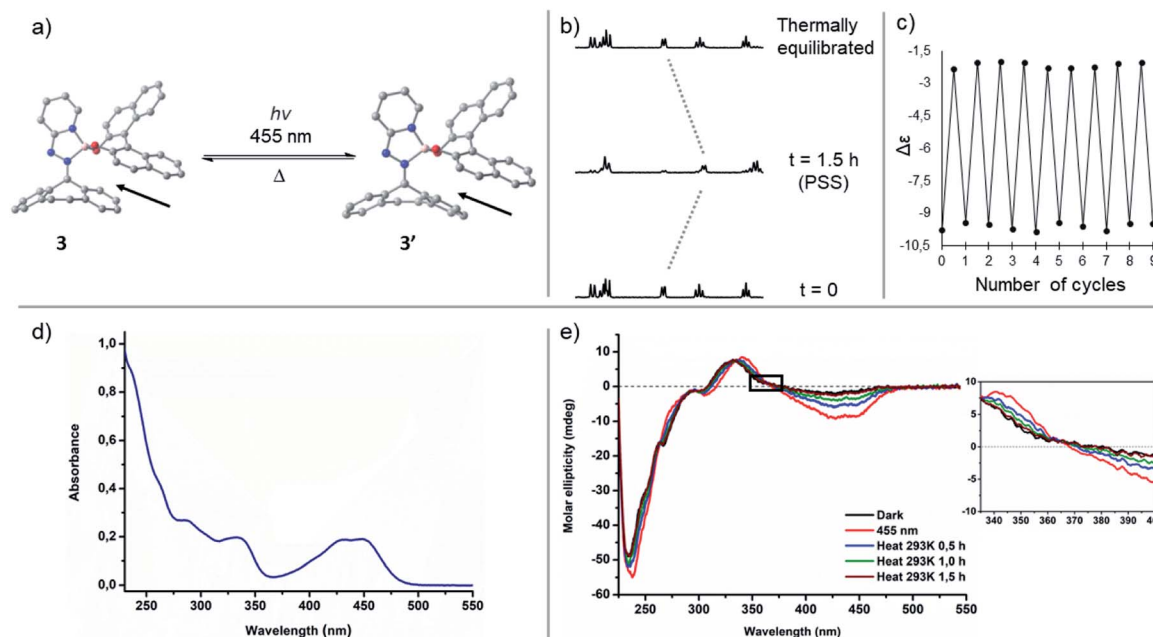 a)
hν
455 nm
Δ
3
3'
b)
Thermally
equilibrated
t = 1.5 h
(PSS)
t = 0
c)
-1,5
-3
-4,5
-6
-7,5
-9
-10,5
Δε
0 1 2 3 4 5 6 7 8 9
Number of cycles
d)
1,0
0,8
0,6
0,4
0,2
0,0
Absorbance
250 300 350 400 450 500 550
Wavelength (nm)
e)
10
0
-10
-20
-30
-40
-50
-60
Molar ellipticity (mdeg)
Dark
455 nm
Heat 293K 0,5 h
Heat 293K 1,0 h
Heat 293K 1,5 h
250 300 350 400 450 500 550
Wavelength (nm)
10
5
0
-5
-10
340 350 360 370 380 390